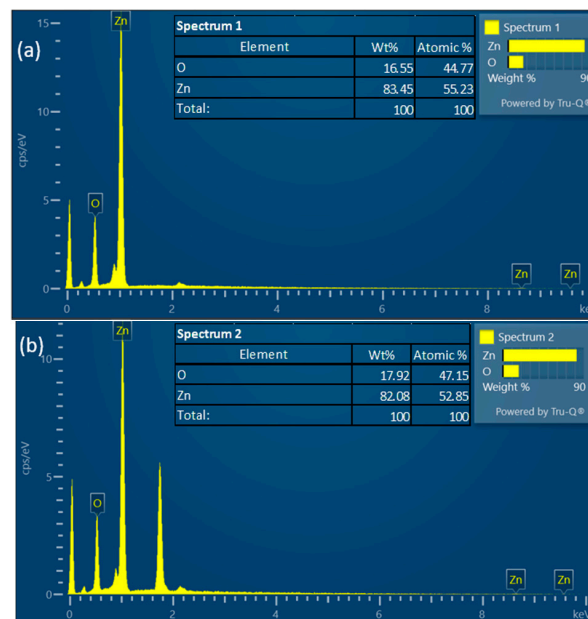 (a)
15
Zn
Spectrum 1
Element Wt% Atomic %
O 16.55 44.77
Zn 83.45 55.23
Total: 100 100
Spectrum 1
Zn
O
Weight % 90
Powered by Tru-Q®
10
cps/eV
5
O
Zn Zn
0
0 2 4 6 8 ke
(b)
Zn
10
Spectrum 2
Element Wt% Atomic %
O 17.92 47.15
Zn 82.08 52.85
Total: 100 100
Spectrum 2
Zn
O
Weight % 90
Powered by Tru-Q®
cps/eV
5
O
Zn Zn
0
0 2 4 6 8 keV